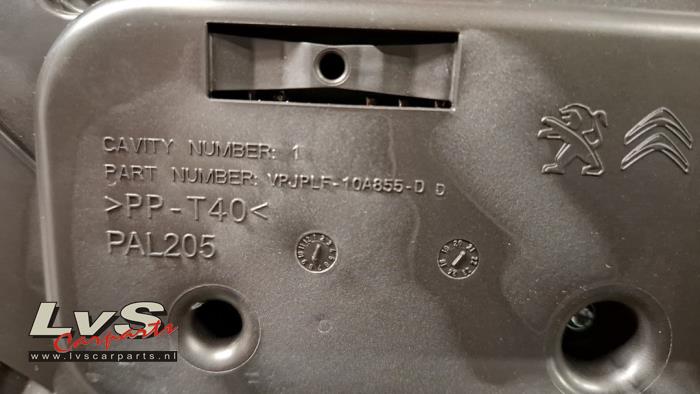 CAVITY NUMBER: 1
PART NUMBER: VPJPLF-10A855-D D
>PP-T40<
PAL205
LvS
Carparts
www.lvscarparts.nl